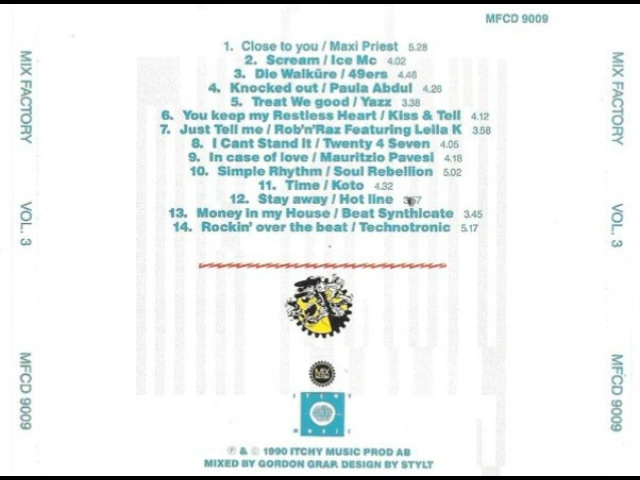 MFCD 9009
1. Close to you / Maxi Priest 5.28
2. Scream / Ice Mc 4.02
3. Die Walküre / 49ers 4.46
4. Knocked out / Paula Abdul 4.26
5. Treat We good / Yazz 3.38
6. You keep my Restless Heart / Kiss & Tell 4.12
7. Just Tell me / Rob'n'Raz Featuring Leila K 3.58
8. I Cant Stand it / Twenty 4 Seven 4.05
9. In case of love / Mauritzio Pavesi 4.18
10. Simple Rhythm / Soul Rebellion 5.02
11. Time / Koto 4.32
12. Stay away / Hot line
13. Money in my House / Beat Synthicate 3.45
14. Rockin' over the beat / Technotronic 5.17
MIX FACTORY VOL. 3 MFCD 9009
MIX FACTORY VOL. 3 MFCD 9009
MIX
ITCHY
MUSIC
℗ & © 1990 ITCHY MUSIC PROD AB
MIXED BY GORDON GRAP. DESIGN BY STYLT